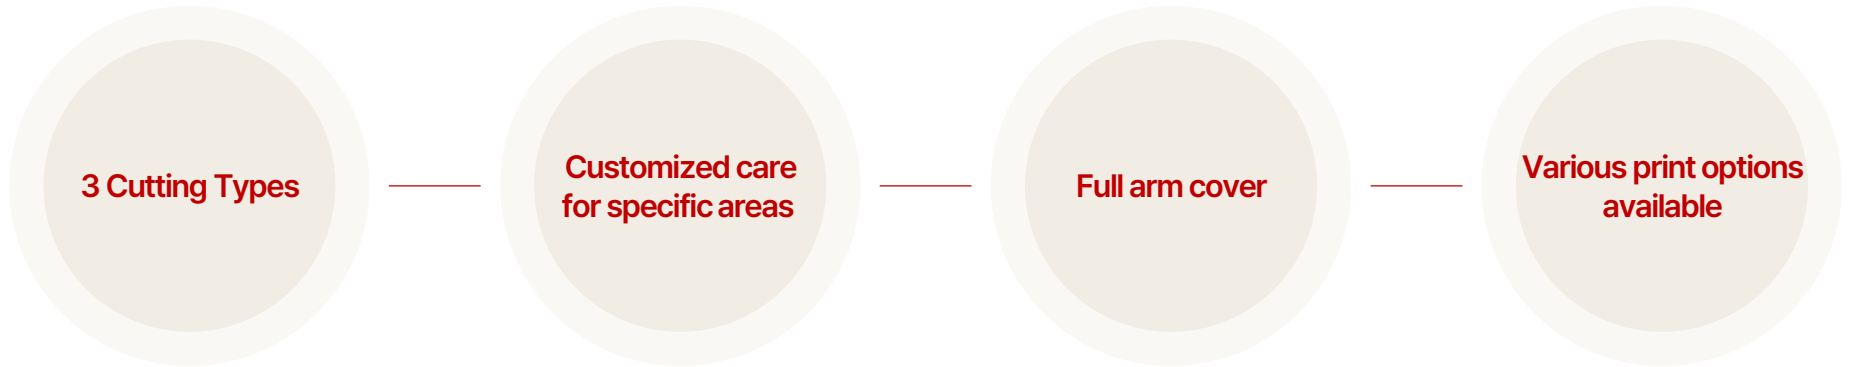 3 Cutting Types
Customized care
for specific areas
Full arm cover
Various print options
available